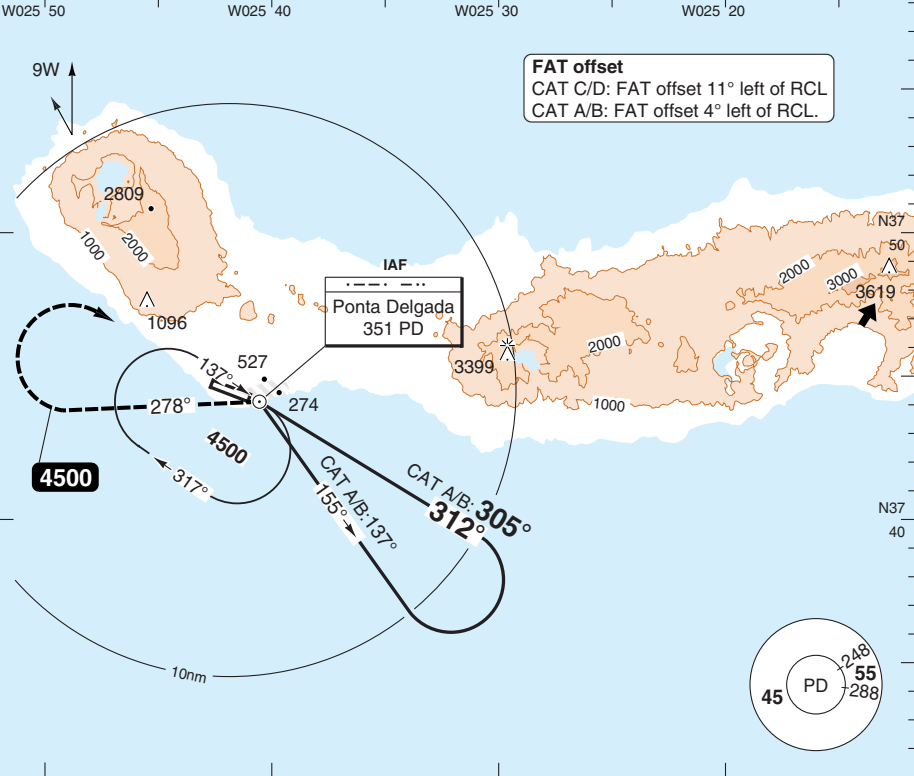 W025 50
W025 40
W025 30
W025 20
9W
FAT offset
CAT C/D: FAT offset 11° left of RCL
CAT A/B: FAT offset 4° left of RCL.
2809
1000
2000
1096
IAF
Ponta Delgada
351 PD
N37
50
2000
3000
3619
2000
3399
1000
137°
527
274
278°
4500
4500
317°
CAT A/B:137°
155°
CAT A/B: 305°
312°
N37
40
10nm
248
55
288
45
PD